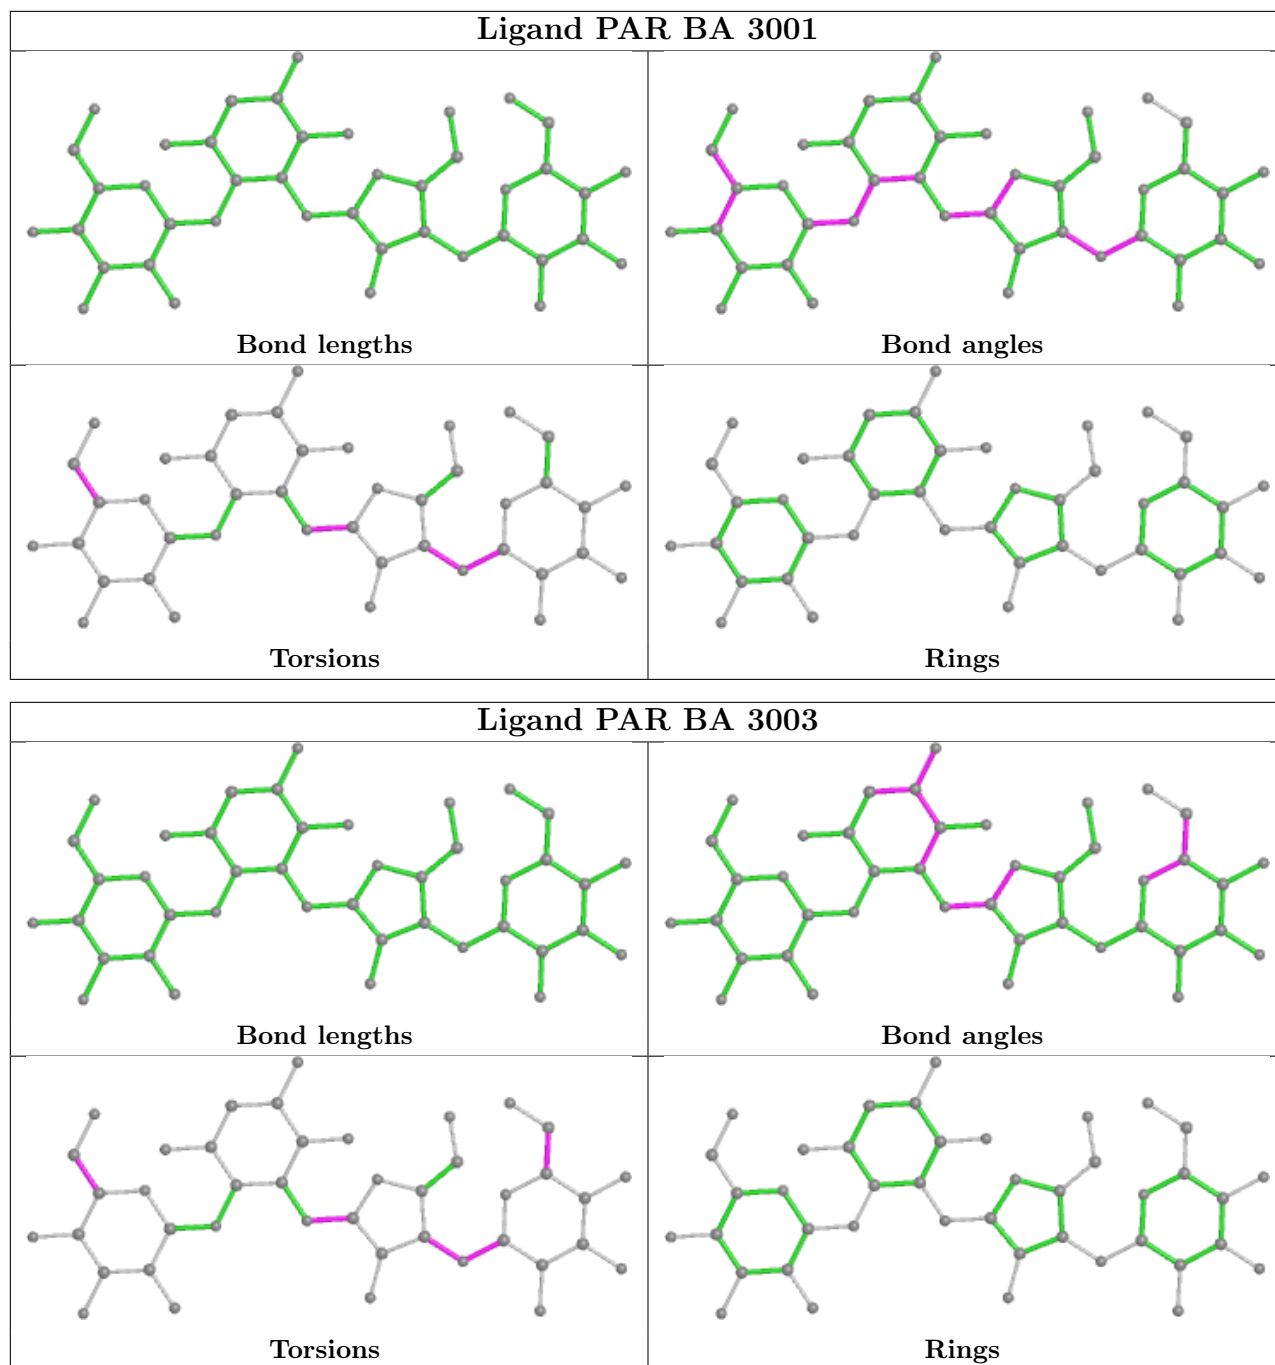 Ligand PAR BA 3001
Bond lengths
Bond angles
Torsions
Rings
Ligand PAR BA 3003
Bond lengths
Bond angles
Torsions
Rings